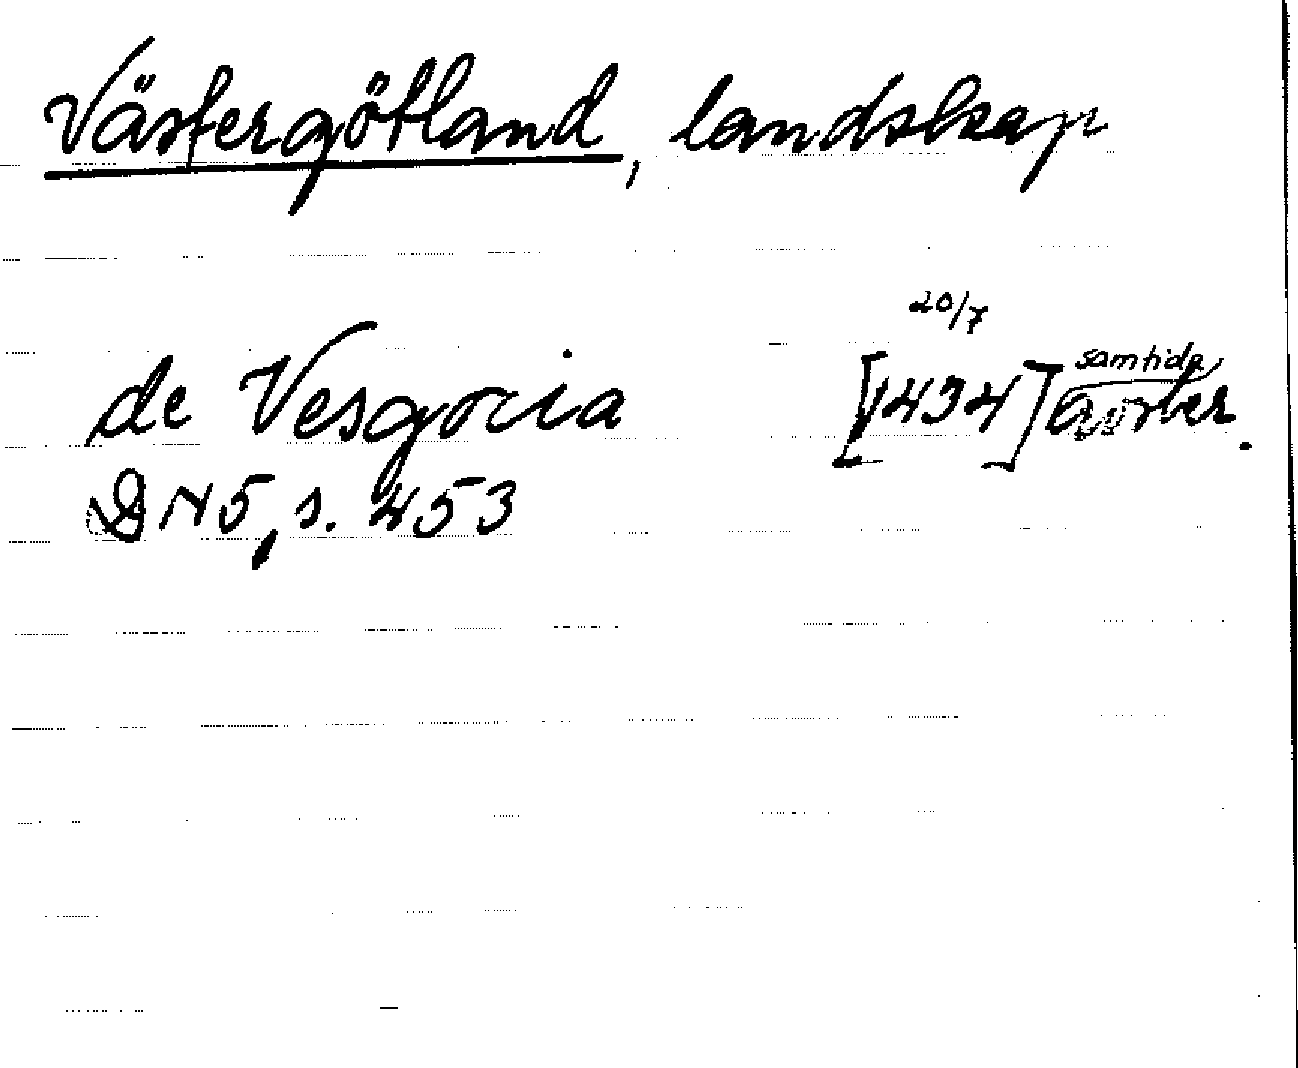 Västergötland, landskap
20/7
de Vesgocia [1434] samtida avskr.
DN 5, s. 453